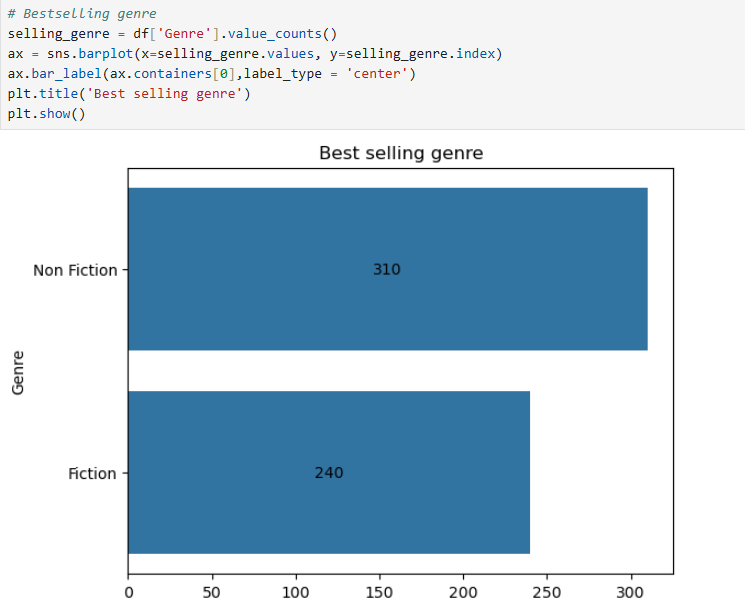 # Bestselling genre
selling_genre = df['Genre'].value_counts()
ax = sns.barplot(x=selling_genre.values, y=selling_genre.index)
ax.bar_label(ax.containers[0],label_type = 'center')
plt.title('Best selling genre')
plt.show()
Best selling genre
Non Fiction
310
Genre
Fiction
240
0 50 100 150 200 250 300